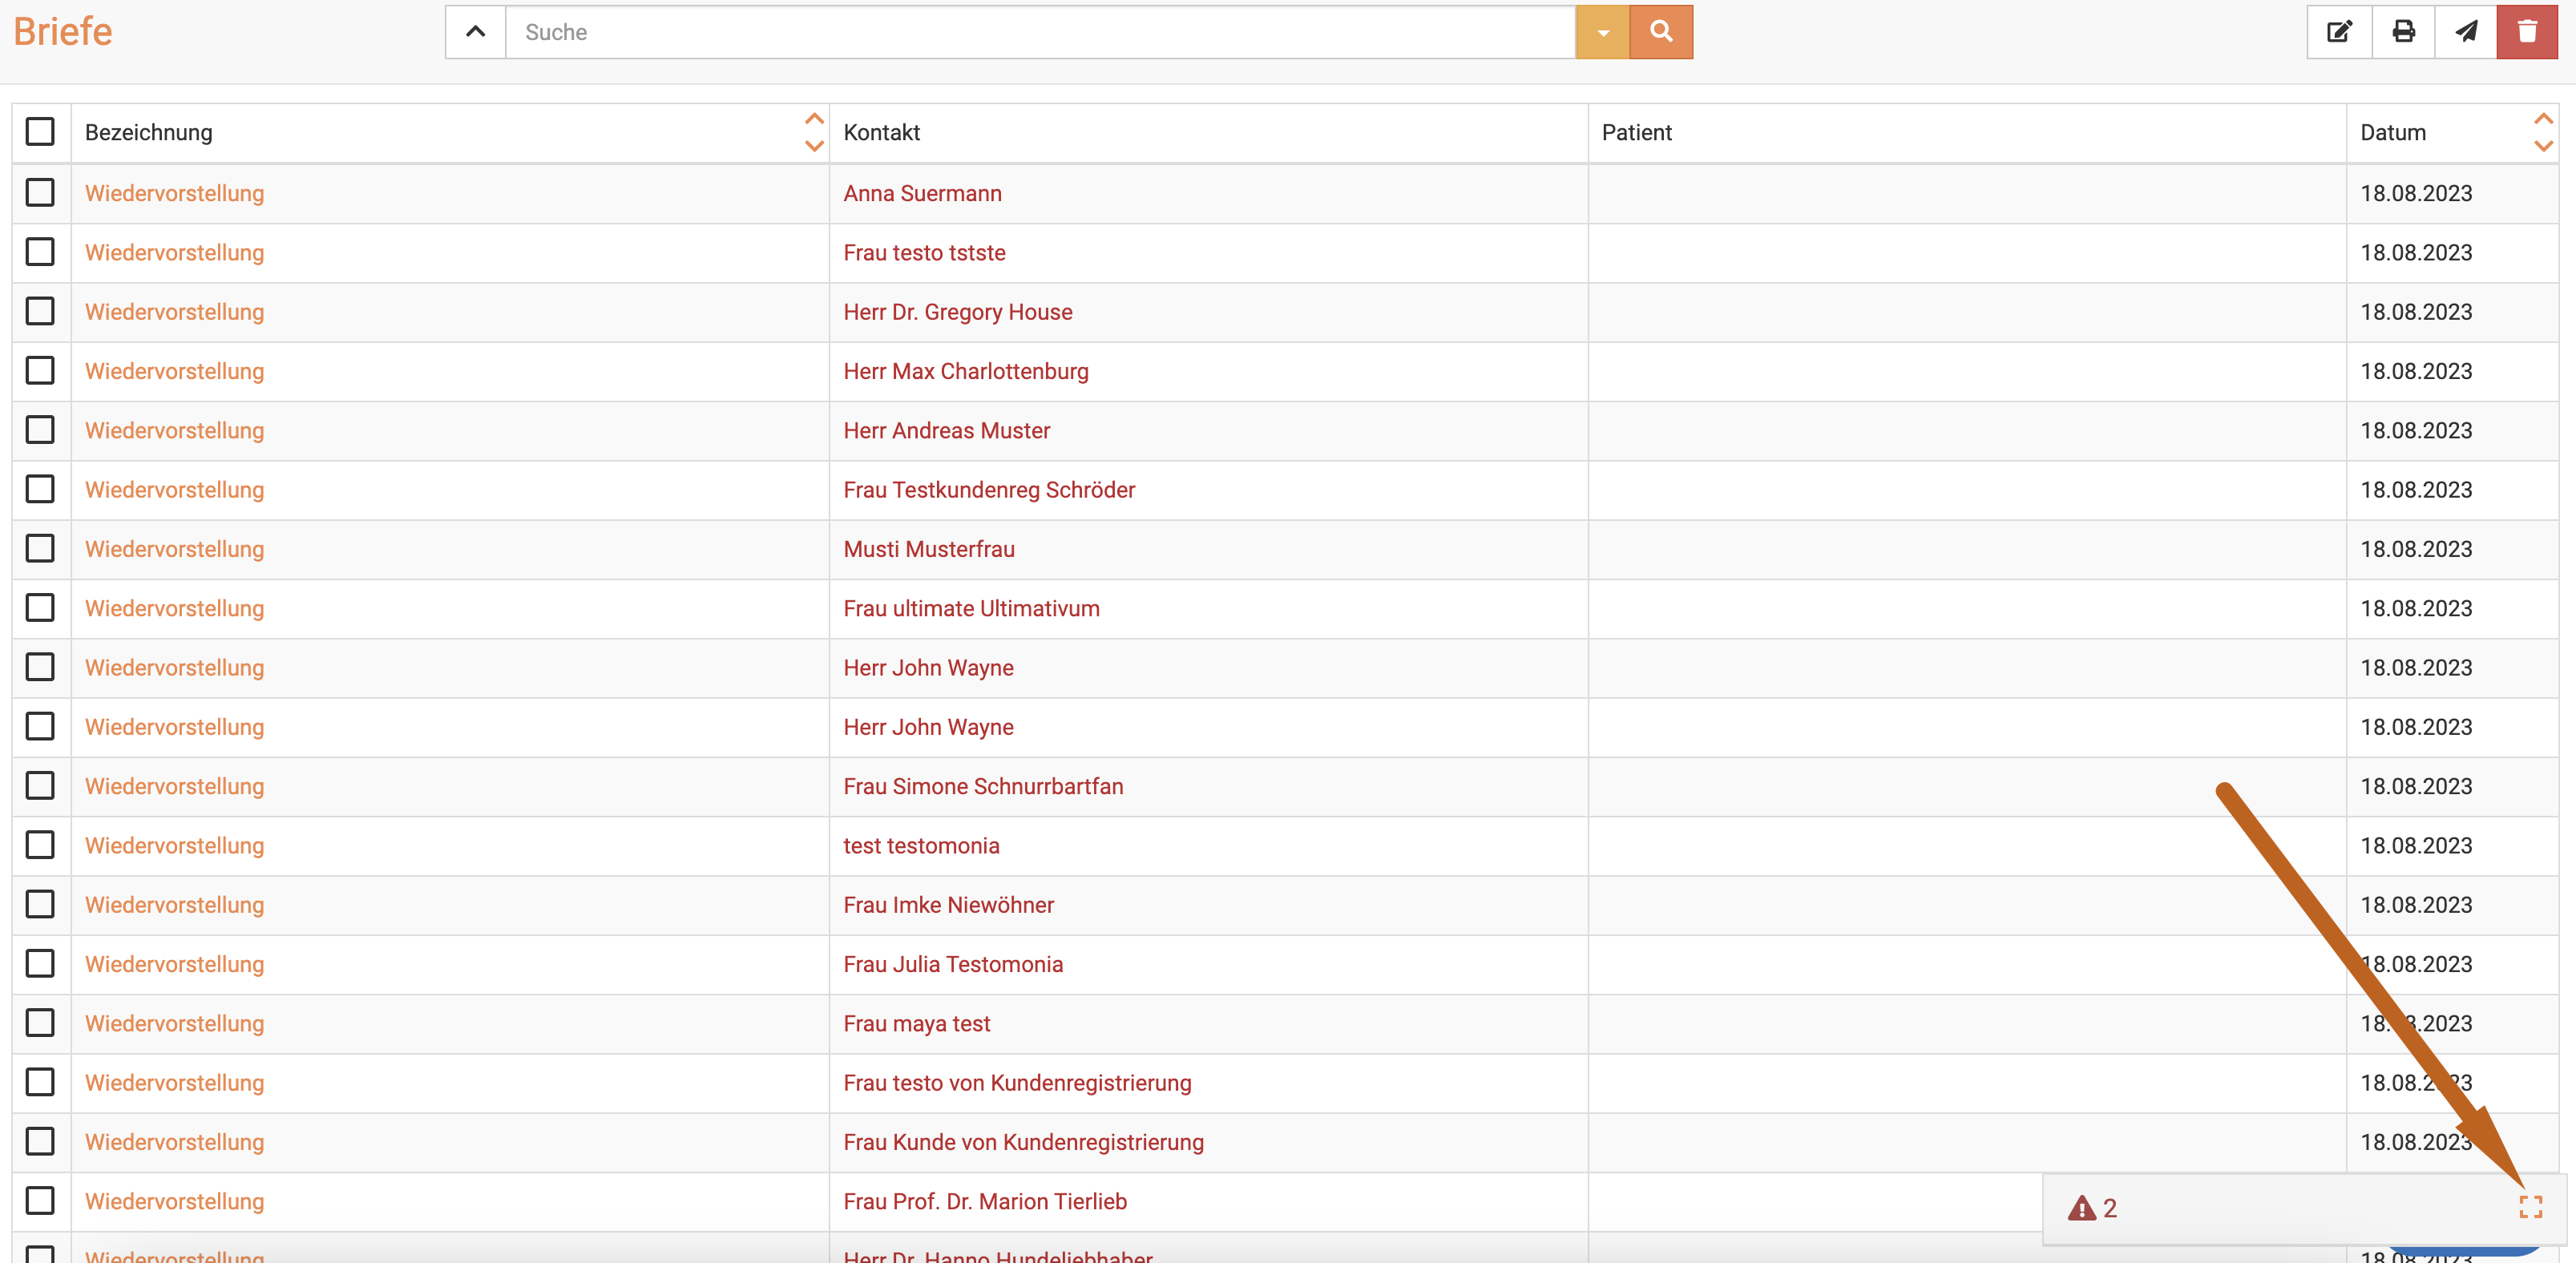 Briefe
Suche
Bezeichnung Kontakt Patient Datum
Wiedervorstellung Anna Suermann 18.08.2023
Wiedervorstellung Frau testo tstste 18.08.2023
Wiedervorstellung Herr Dr. Gregory House 18.08.2023
Wiedervorstellung Herr Max Charlottenburg 18.08.2023
Wiedervorstellung Herr Andreas Muster 18.08.2023
Wiedervorstellung Frau Testkundenreg Schröder 18.08.2023
Wiedervorstellung Musti Musterfrau 18.08.2023
Wiedervorstellung Frau ultimate Ultimativum 18.08.2023
Wiedervorstellung Herr John Wayne 18.08.2023
Wiedervorstellung Herr John Wayne 18.08.2023
Wiedervorstellung Frau Simone Schnurrbartfan 18.08.2023
Wiedervorstellung test testomonia 18.08.2023
Wiedervorstellung Frau Imke Niewöhner 18.08.2023
Wiedervorstellung Frau Julia Testomonia 18.08.2023
Wiedervorstellung Frau maya test 18.08.2023
Wiedervorstellung Frau testo von Kundenregistrierung 18.08.2023
Wiedervorstellung Frau Kunde von Kundenregistrierung 18.08.2023
Wiedervorstellung Frau Prof. Dr. Marion Tierlieb
2
Wiedervorstellung Herr Dr. Hanno Hundeliebhaber